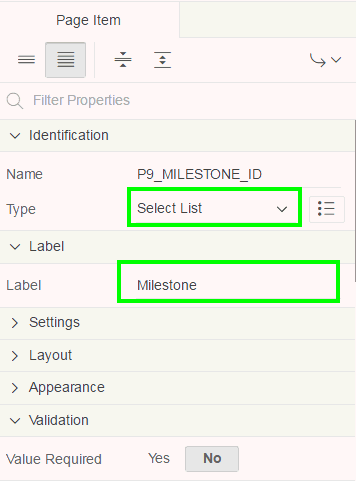 Page Item
Filter Properties
Identification
Name P9_MILESTONE_ID
Type Select List
Label
Label Milestone
Settings
Layout
Appearance
Validation
Value Required Yes No